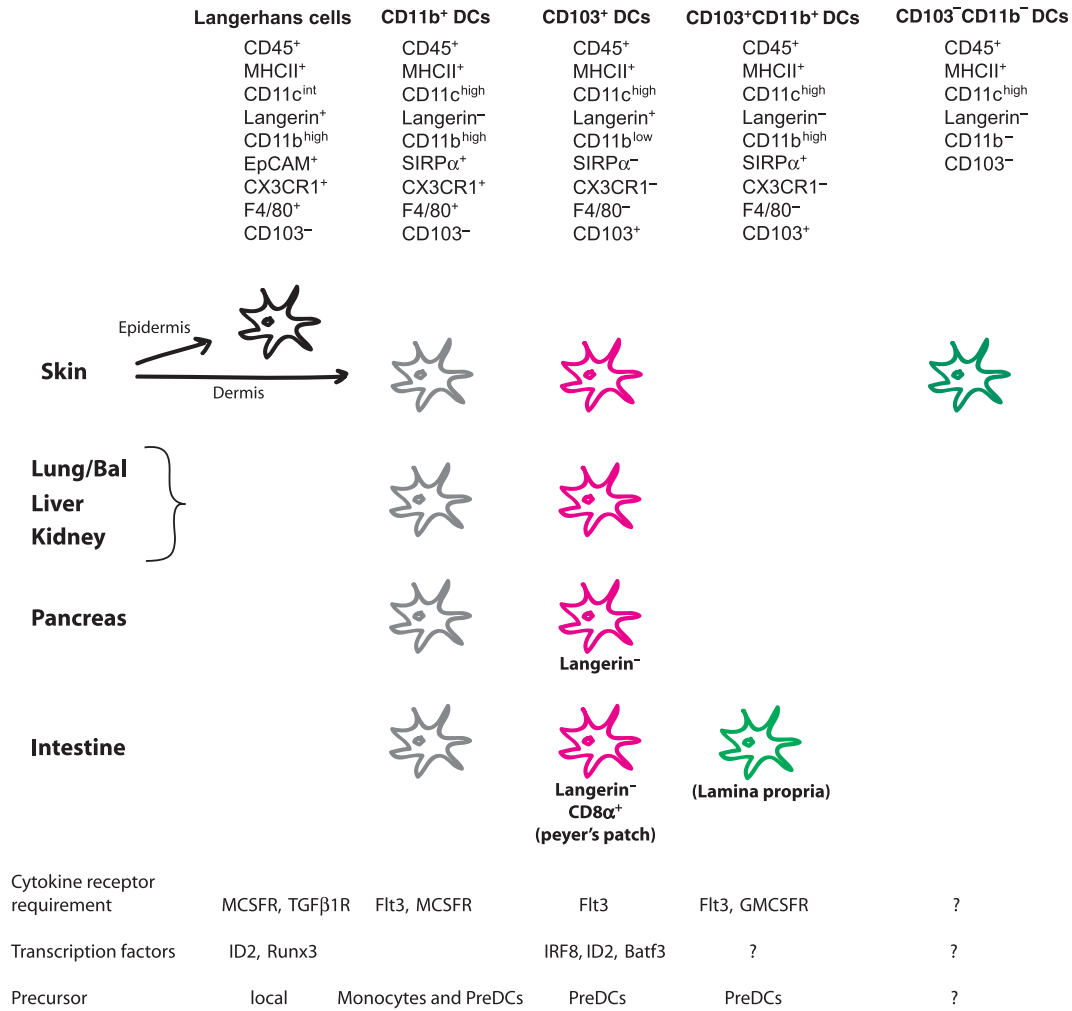 Langerhans cells CD11b⁺ DCs CD103⁺ DCs CD103⁺CD11b⁺ DCs CD103⁻CD11b⁻ DCs
CD45⁺ CD45⁺ CD45⁺ CD45⁺ CD45⁺
MHCII⁺ MHCII⁺ MHCII⁺ MHCII⁺ MHCII⁺
CD11cⁱⁿᵗ CD11cʰⁱᵍʰ CD11cʰⁱᵍʰ CD11cʰⁱᵍʰ CD11cʰⁱᵍʰ
Langerin⁺ Langerin⁻ Langerin⁺ Langerin⁻ Langerin⁻
CD11bʰⁱᵍʰ CD11bʰⁱᵍʰ CD11bˡᵒʷ CD11bʰⁱᵍʰ CD11b⁻
EpCAM⁺ SIRPα⁺ SIRPα⁻ SIRPα⁺ CD103⁻
CX3CR1⁺ CX3CR1⁺ CX3CR1⁻ CX3CR1⁻
F4/80⁺ F4/80⁺ F4/80⁻ F4/80⁻
CD103⁻ CD103⁻ CD103⁺ CD103⁺
Epidermis
Skin
Dermis
Lung/Bal
Liver
Kidney
Pancreas
Langerin⁻
Intestine
Langerin⁻ (Lamina propria)
CD8α⁺
(peyer's patch)
Cytokine receptor
requirement MCSFR, TGFβ1R Flt3, MCSFR Flt3 Flt3, GMCSFR ?
Transcription factors ID2, Runx3 IRF8, ID2, Batf3 ? ?
Precursor local Monocytes and PreDCs PreDCs PreDCs ?